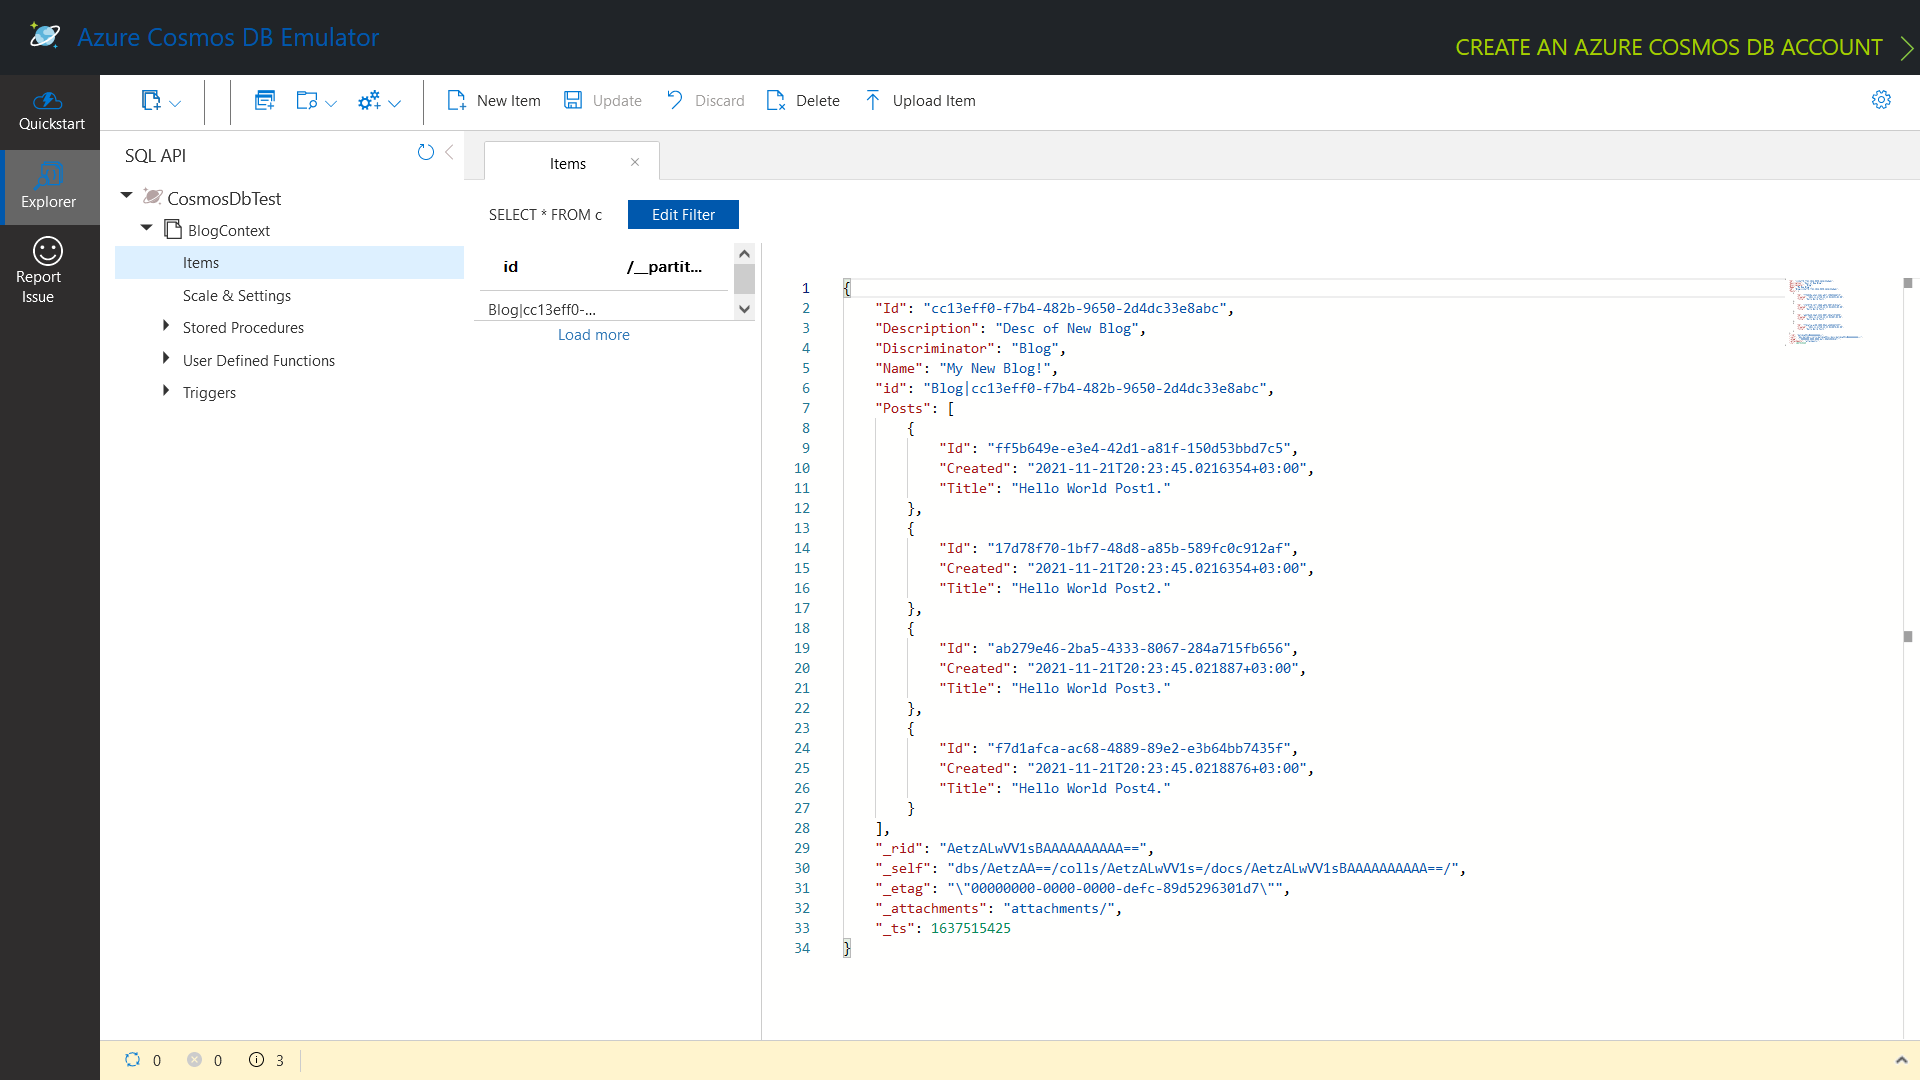 Azure Cosmos DB Emulator
CREATE AN AZURE COSMOS DB ACCOUNT
Quickstart
Explorer
Report
Issue
New Item
Update
Discard
Delete
Upload Item
SQL API
CosmosDbTest
BlogContext
Items
Scale & Settings
Stored Procedures
User Defined Functions
Triggers
Items
SELECT * FROM c
Edit Filter
id /__partit...
Blog|cc13eff0-...
Load more
1 {
2 "Id": "cc13eff0-f7b4-482b-9650-2d4dc33e8abc",
3 "Description": "Desc of New Blog",
4 "Discriminator": "Blog",
5 "Name": "My New Blog!",
6 "id": "Blog|cc13eff0-f7b4-482b-9650-2d4dc33e8abc",
7 "Posts": [
8 {
9 "Id": "ff5b649e-e3e4-42d1-a81f-150d53bbd7c5",
10 "Created": "2021-11-21T20:23:45.0216354+03:00",
11 "Title": "Hello World Post1."
12 },
13 {
14 "Id": "17d78f70-1bf7-48d8-a85b-589fc0c912af",
15 "Created": "2021-11-21T20:23:45.0216354+03:00",
16 "Title": "Hello World Post2."
17 },
18 {
19 "Id": "ab279e46-2ba5-4333-8067-284a715fb656",
20 "Created": "2021-11-21T20:23:45.021887+03:00",
21 "Title": "Hello World Post3."
22 },
23 {
24 "Id": "f7d1afca-ac68-4889-89e2-e3b64bb7435f",
25 "Created": "2021-11-21T20:23:45.0218876+03:00",
26 "Title": "Hello World Post4."
27 }
28 ],
29 "_rid": "AetzALwVV1sBAAAAAAAAAA==",
30 "_self": "dbs/AetzAA==/colls/AetzALwVV1s=/docs/AetzALwVV1sBAAAAAAAAAA==/",
31 "_etag": "\"00000000-0000-0000-defc-89d5296301d7\"",
32 "_attachments": "attachments/",
33 "_ts": 1637515425
34 }
0 0 3